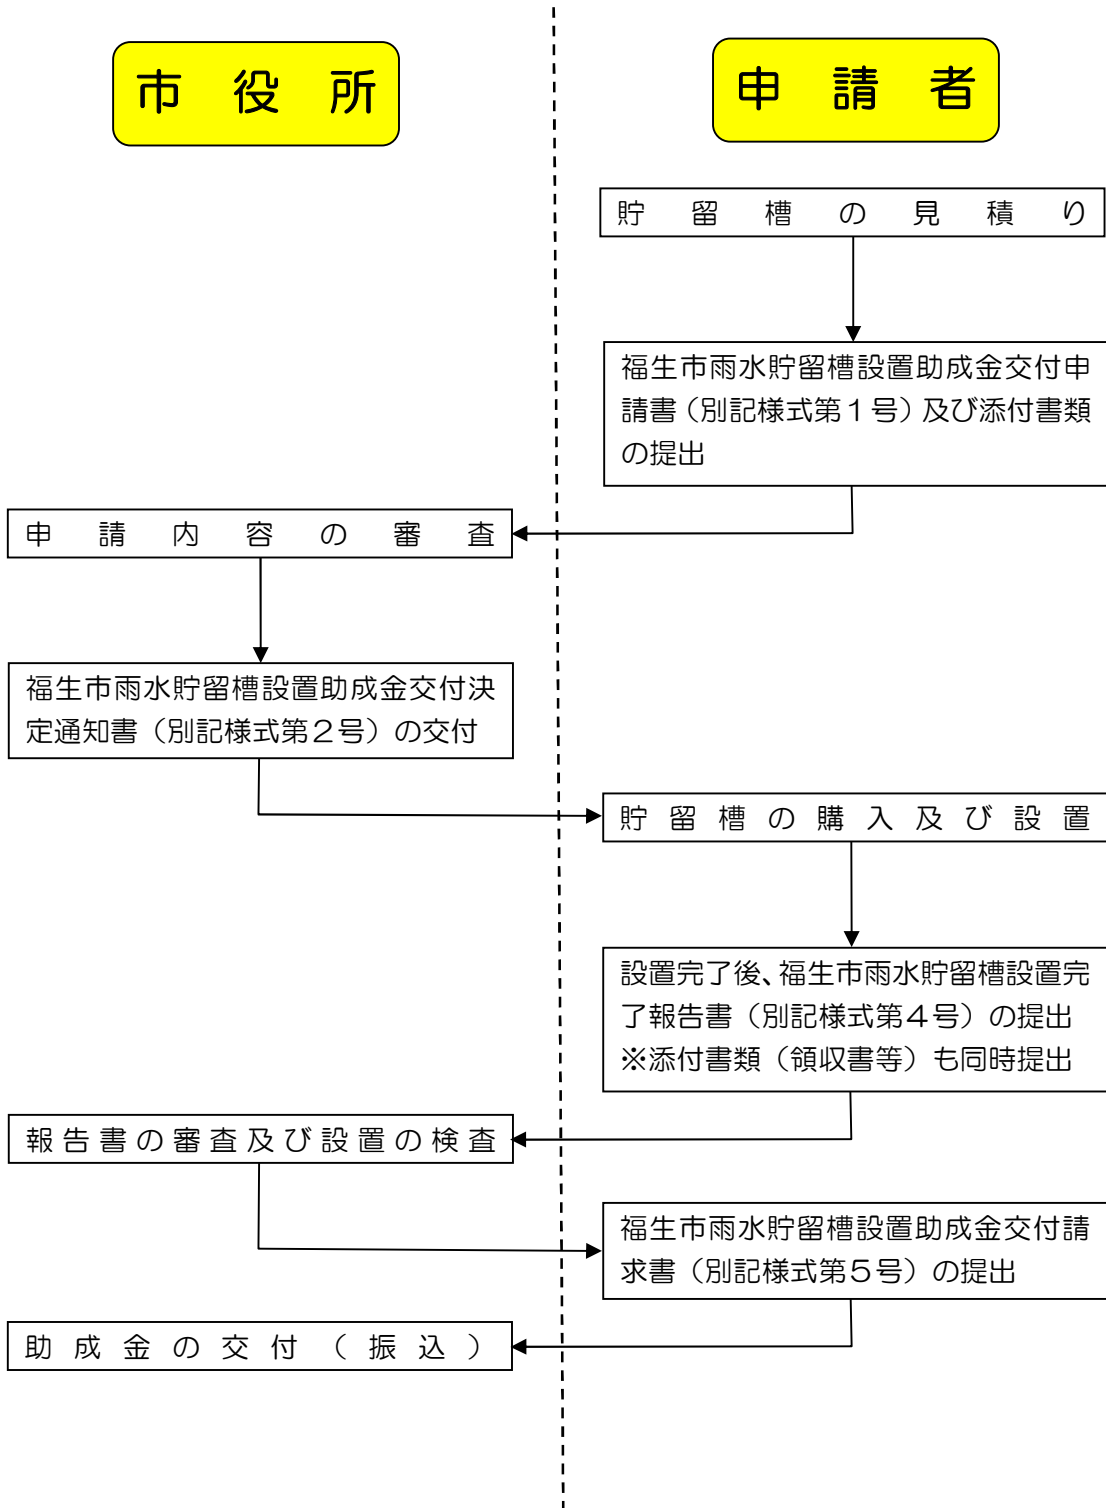 市役所
申請者
貯留槽の見積り
福生市雨水貯留槽設置助成金交付申
請書（別記様式第１号）及び添付書類
の提出
申請内容の審査
福生市雨水貯留槽設置助成金交付決
定通知書（別記様式第２号）の交付
貯留槽の購入及び設置
設置完了後、福生市雨水貯留槽設置完
了報告書（別記様式第４号）の提出
※添付書類（領収書等）も同時提出
報告書の審査及び設置の検査
福生市雨水貯留槽設置助成金交付請
求書（別記様式第５号）の提出
助成金の交付（振込）